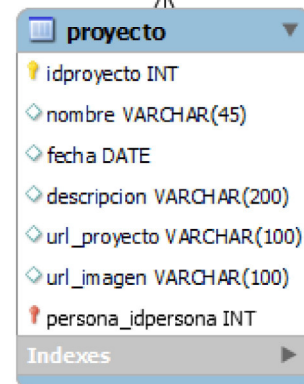 proyecto
idproyecto INT
nombre VARCHAR(45)
fecha DATE
descripcion VARCHAR(200)
url_proyecto VARCHAR(100)
url_imagen VARCHAR(100)
persona_idpersona INT
Indexes